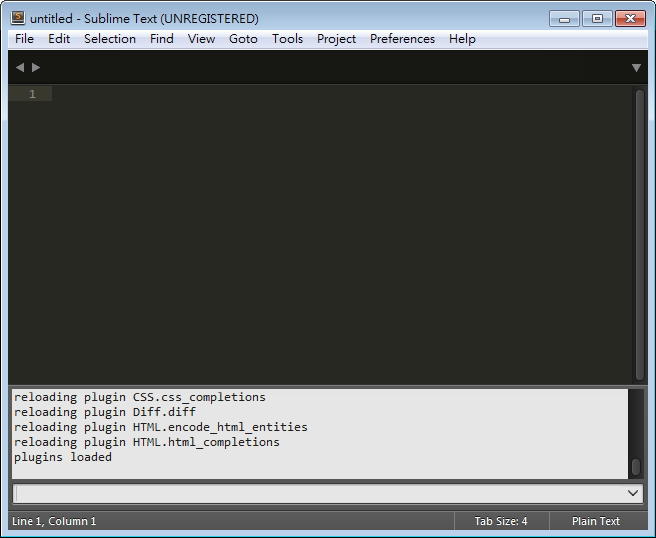 untitled - Sublime Text (UNREGISTERED)
File Edit Selection Find View Goto Tools Project Preferences Help
1
reloading plugin CSS.css_completions
reloading plugin Diff.diff
reloading plugin HTML.encode_html_entities
reloading plugin HTML.html_completions
plugins loaded
Line 1, Column 1 Tab Size: 4 Plain Text